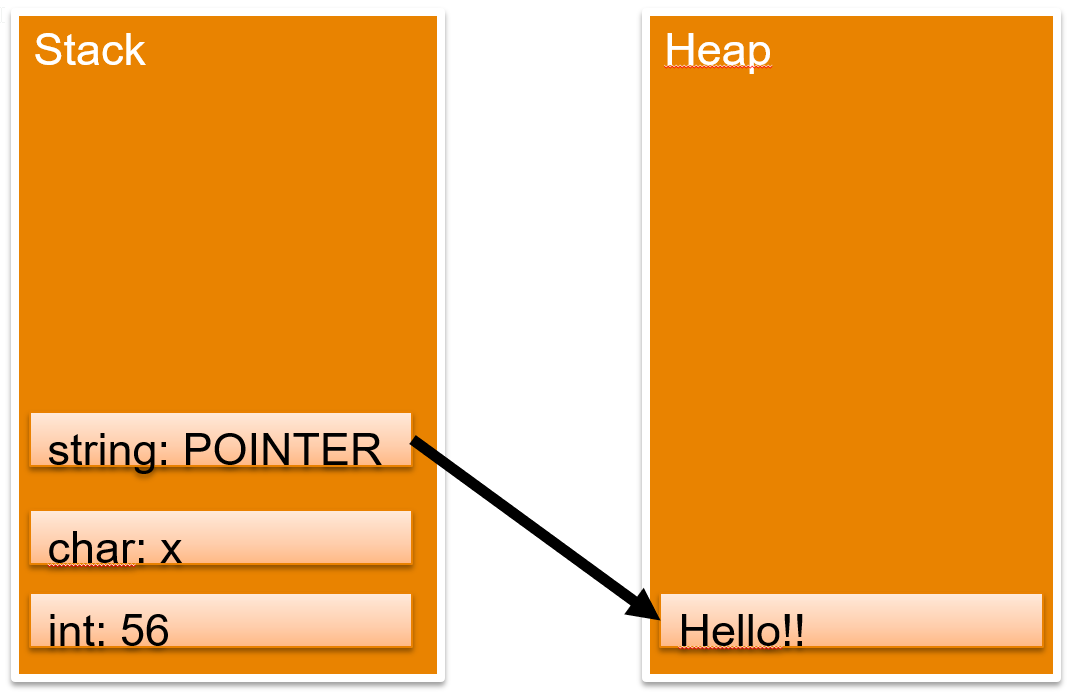 Stack
string: POINTER
char: x
int: 56
Heap
Hello!!